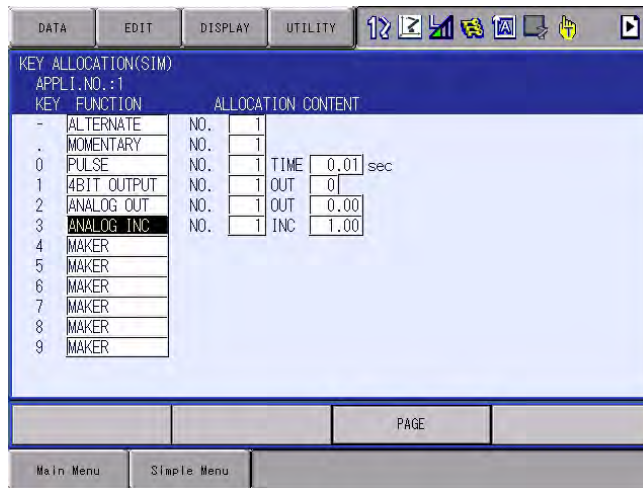 DATA EDIT DISPLAY UTILITY
KEY ALLOCATION(SIM)
APPLI.NO.:1
KEY FUNCTION ALLOCATION CONTENT
- ALTERNATE NO. 1
. MOMENTARY NO. 1
0 PULSE NO. 1 TIME 0.01 sec
1 4BIT OUTPUT NO. 1 OUT 0
2 ANALOG OUT NO. 1 OUT 0.00
3 ANALOG INC NO. 1 INC 1.00
4 MAKER
5 MAKER
6 MAKER
7 MAKER
8 MAKER
9 MAKER
PAGE
Main Menu Simple Menu